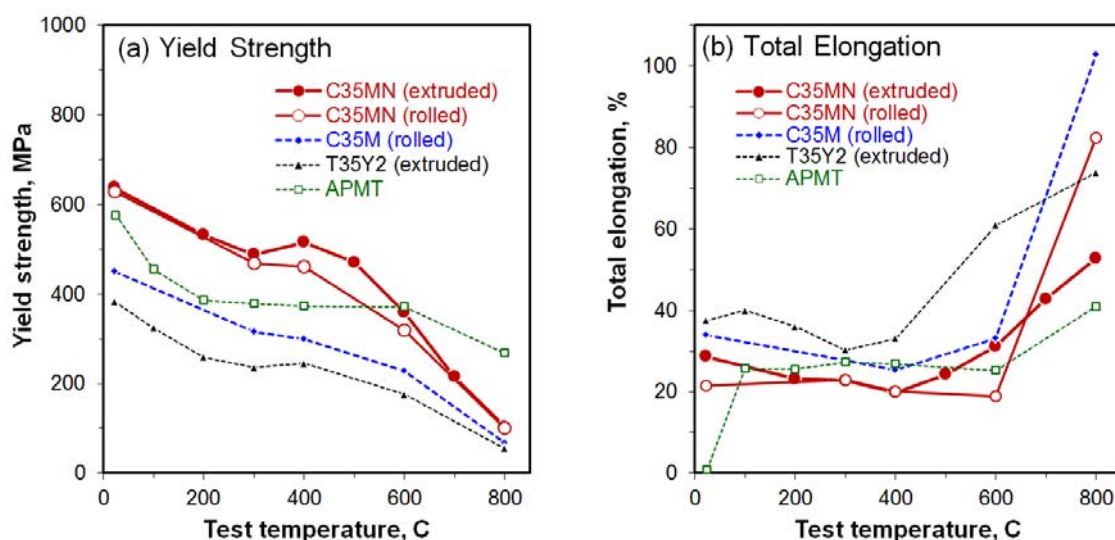 (a) Yield Strength
C35MN (extruded)
C35MN (rolled)
C35M (rolled)
T35Y2 (extruded)
APMT
Yield strength, MPa
1000
800
600
400
200
0
0 200 400 600 800
Test temperature, C
(b) Total Elongation
C35MN (extruded)
C35MN (rolled)
C35M (rolled)
T35Y2 (extruded)
APMT
Total elongation, %
100
80
60
40
20
0
0 200 400 600 800
Test temperature, C